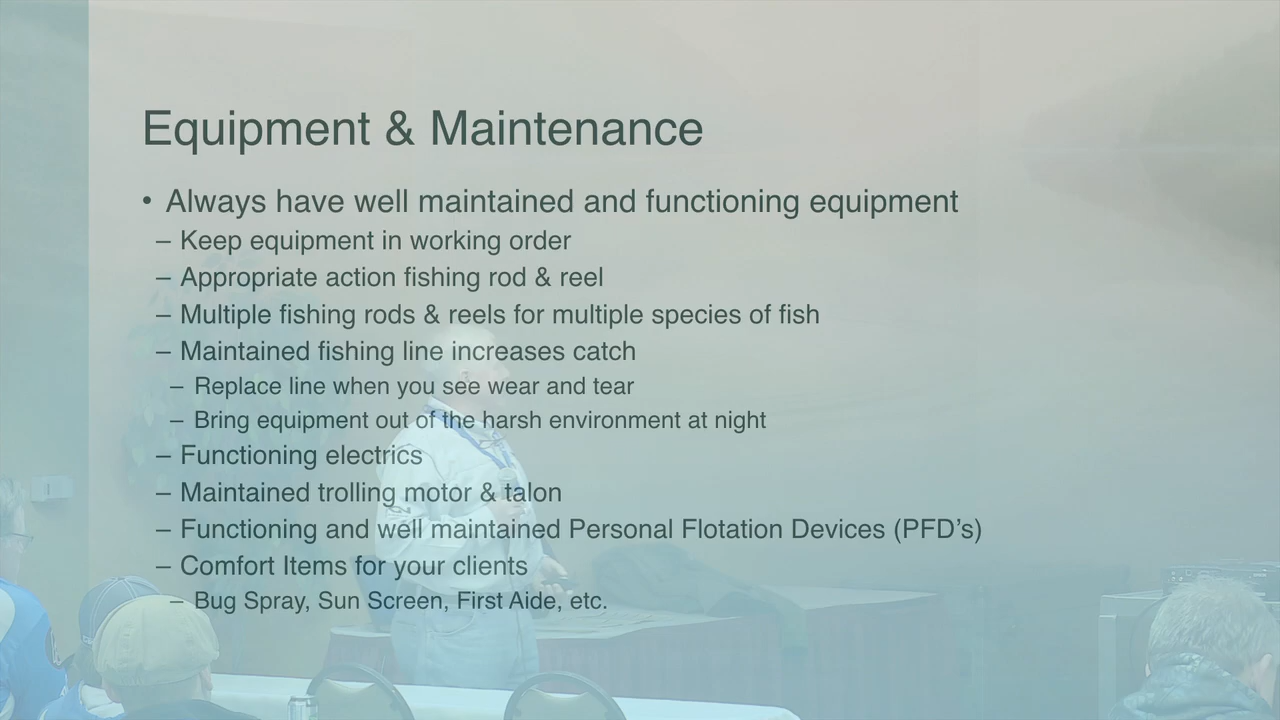 Equipment & Maintenance
• Always have well maintained and functioning equipment
– Keep equipment in working order
– Appropriate action fishing rod & reel
– Multiple fishing rods & reels for multiple species of fish
– Maintained fishing line increases catch
– Replace line when you see wear and tear
– Bring equipment out of the harsh environment at night
– Functioning electrics
– Maintained trolling motor & talon
– Functioning and well maintained Personal Flotation Devices (PFD’s)
– Comfort Items for your clients
– Bug Spray, Sun Screen, First Aide, etc.